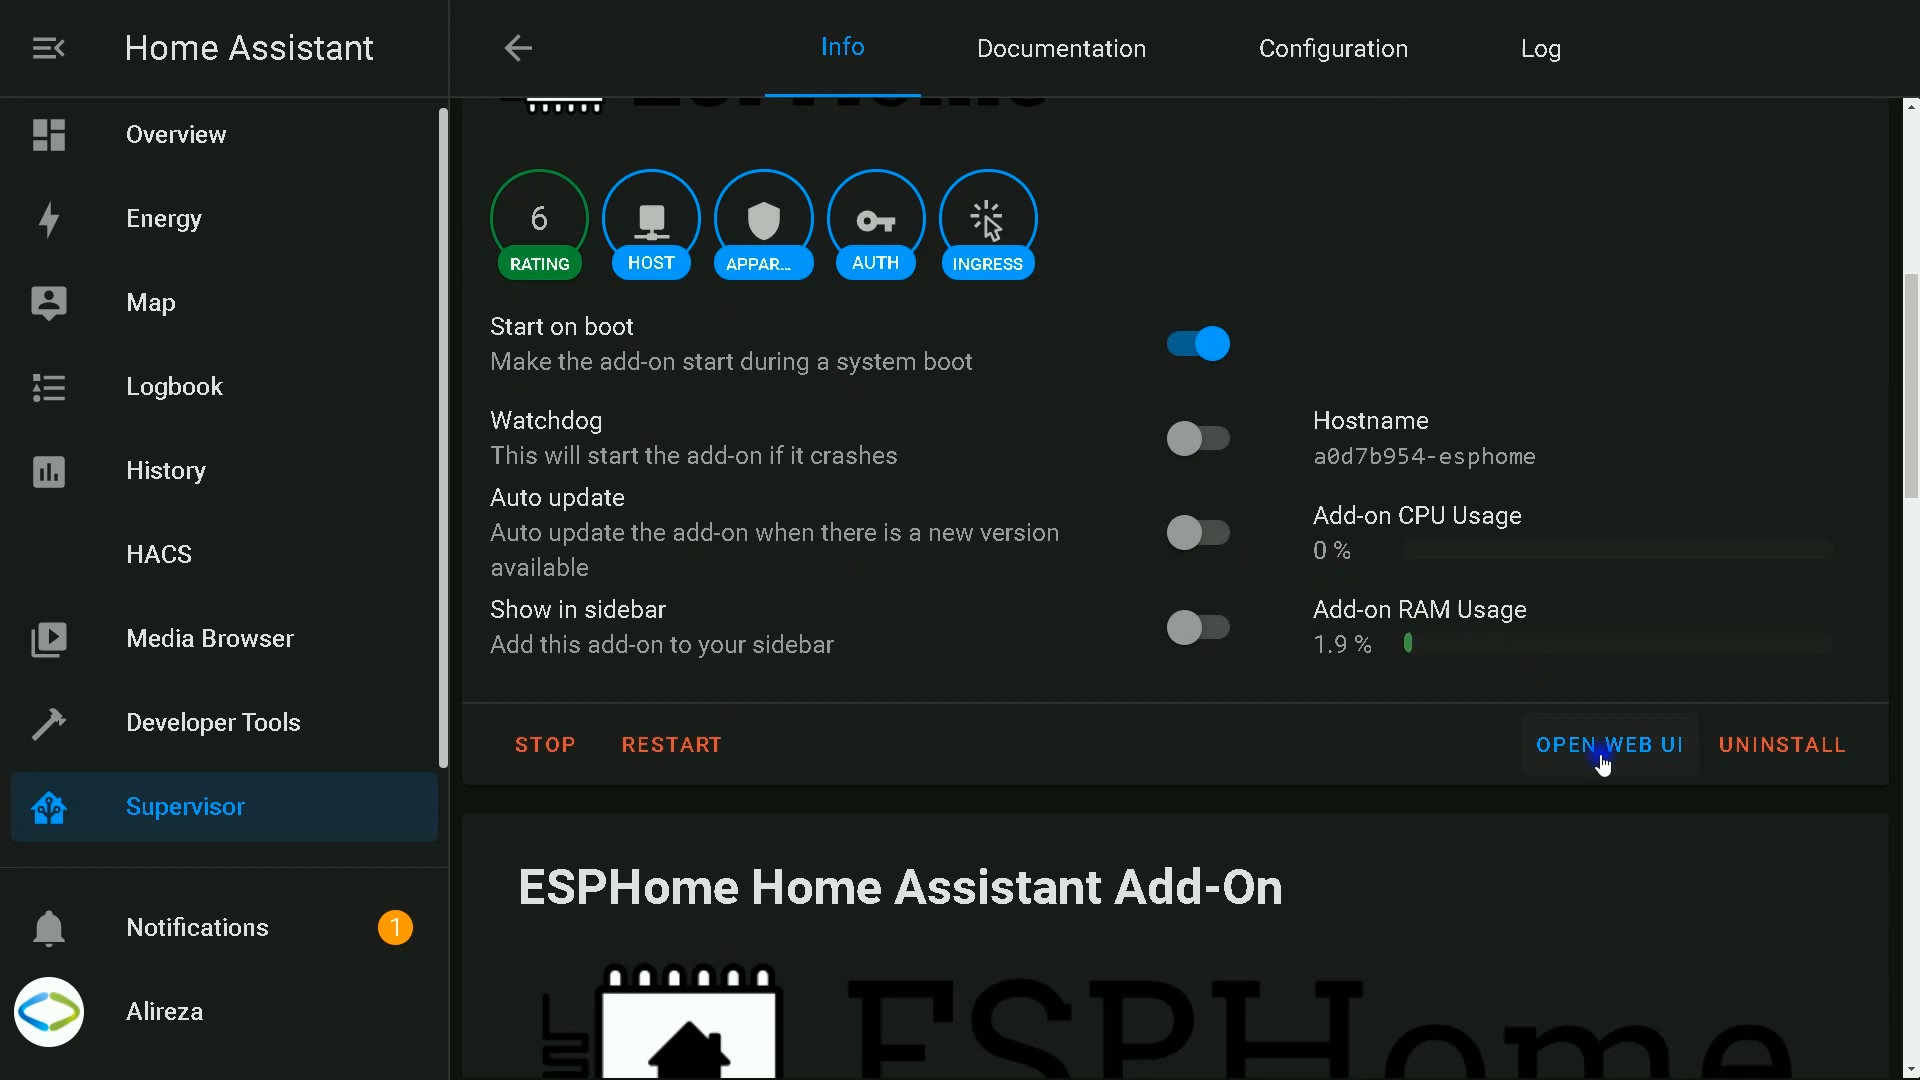 Home Assistant
Info
Documentation
Configuration
Log
Overview
Energy
Map
Logbook
History
HACS
Media Browser
Developer Tools
Supervisor
Notifications
1
Alireza
ESPHome
6
RATING
HOST
APPAR...
AUTH
INGRESS
Start on boot
Make the add-on start during a system boot
Watchdog
This will start the add-on if it crashes
Auto update
Auto update the add-on when there is a new version
available
Show in sidebar
Add this add-on to your sidebar
Hostname
a0d7b954-esphome
Add-on CPU Usage
0 %
Add-on RAM Usage
1.9 %
STOP
RESTART
OPEN WEB UI
UNINSTALL
ESPHome Home Assistant Add-On
ESPHome